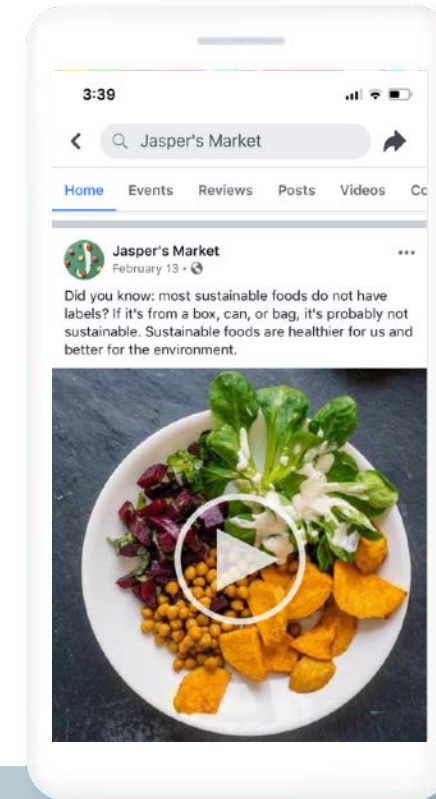 3:39
Jasper's Market
Home Events Reviews Posts Videos Co
Jasper's Market
February 13 ·
Did you know: most sustainable foods do not have
labels? If it's from a box, can, or bag, it's probably not
sustainable. Sustainable foods are healthier for us and
better for the environment.